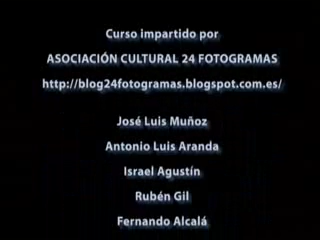 Curso impartido por
ASOCIACIÓN CULTURAL 24 FOTOGRAMAS
http://blog24fotogramas.blogspot.com.es/
José Luis Muñoz
Antonio Luis Aranda
Israel Agustín
Rubén Gil
Fernando Alcalá